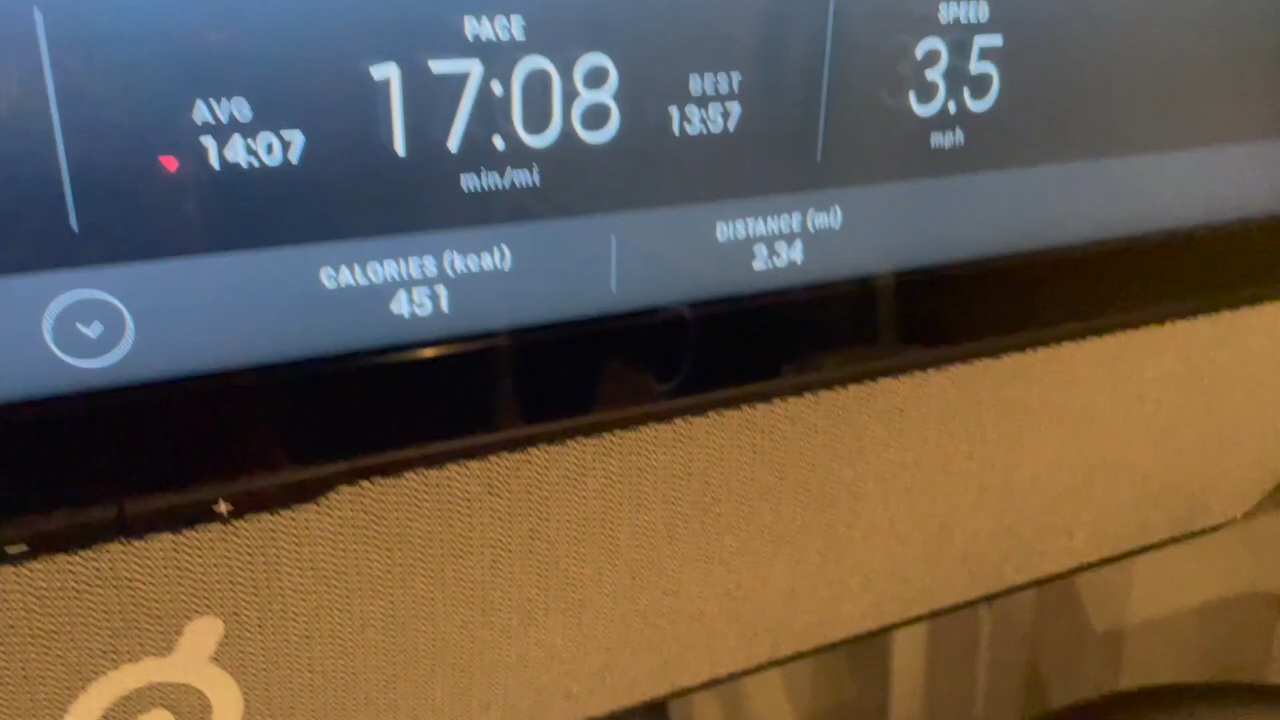 PACE
17:08
min/mi
AVG
14:07
BEST
13:57
SPEED
3.5
mph
CALORIES (kcal)
451
DISTANCE (mi)
2.34
- +